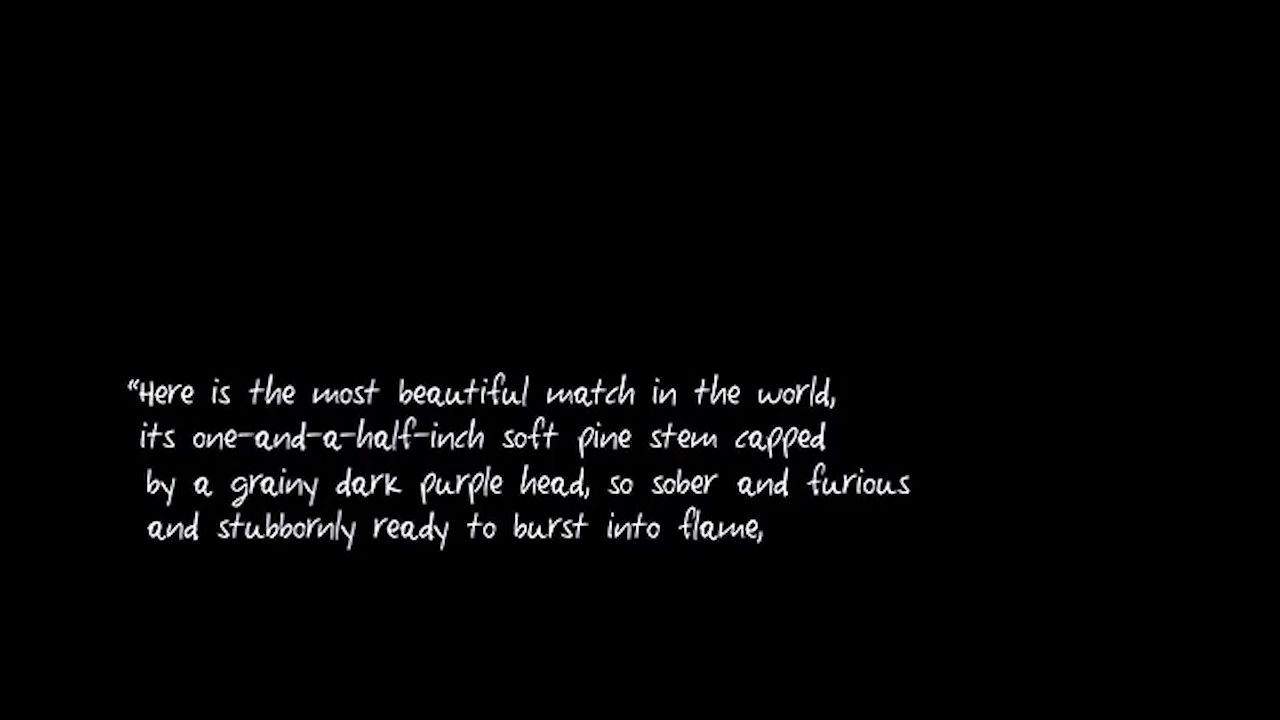 “Here is the most beautiful match in the world,
its one-and-a-half-inch soft pine stem capped
by a grainy dark purple head, so sober and furious
and stubbornly ready to burst into flame,